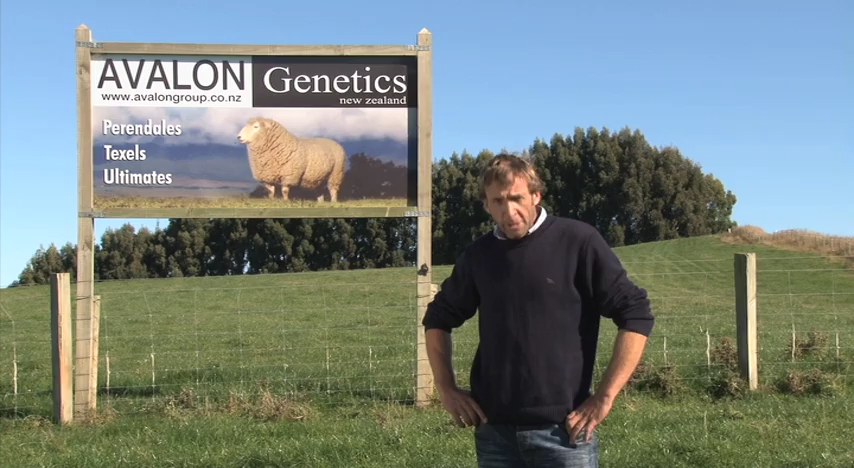 AVALON
www.avalongroup.co.nz
Genetics
new zealand
Perendales
Texels
Ultimates